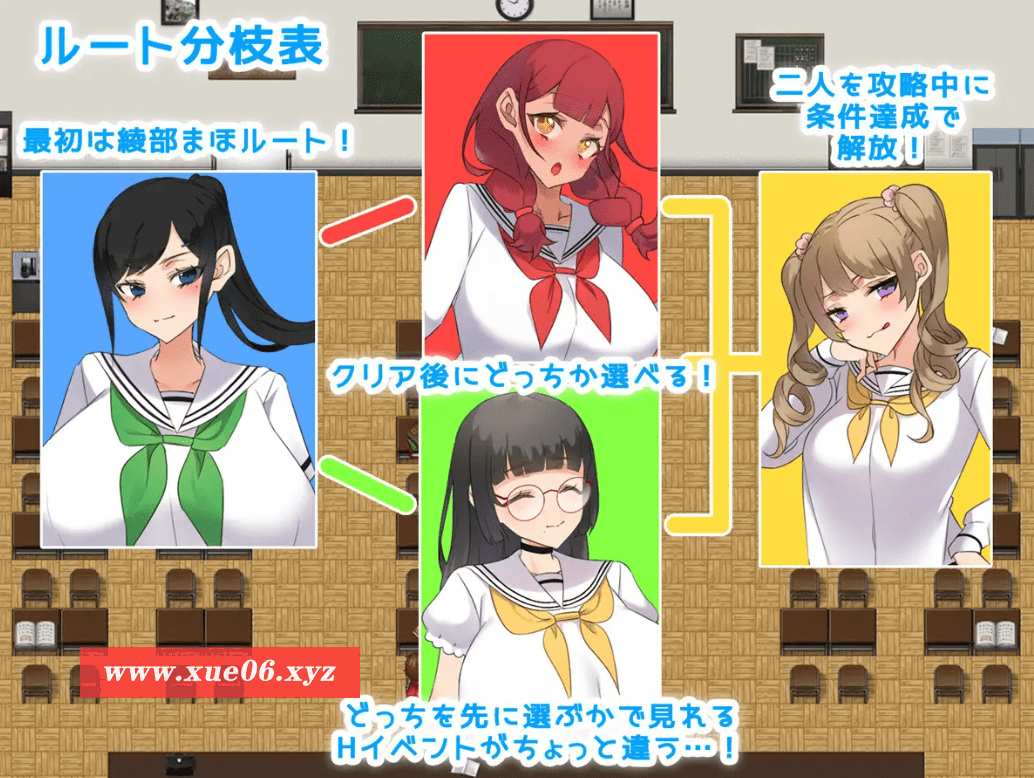 ルート分枝表
最初は綾部まほルート！
二人を攻略中に
条件達成で
解放！
クリア後にどっちか選べる！
www.xue06.xyz
どっちを先に選ぶかで見れる
Hイベントがちょっと違う…！